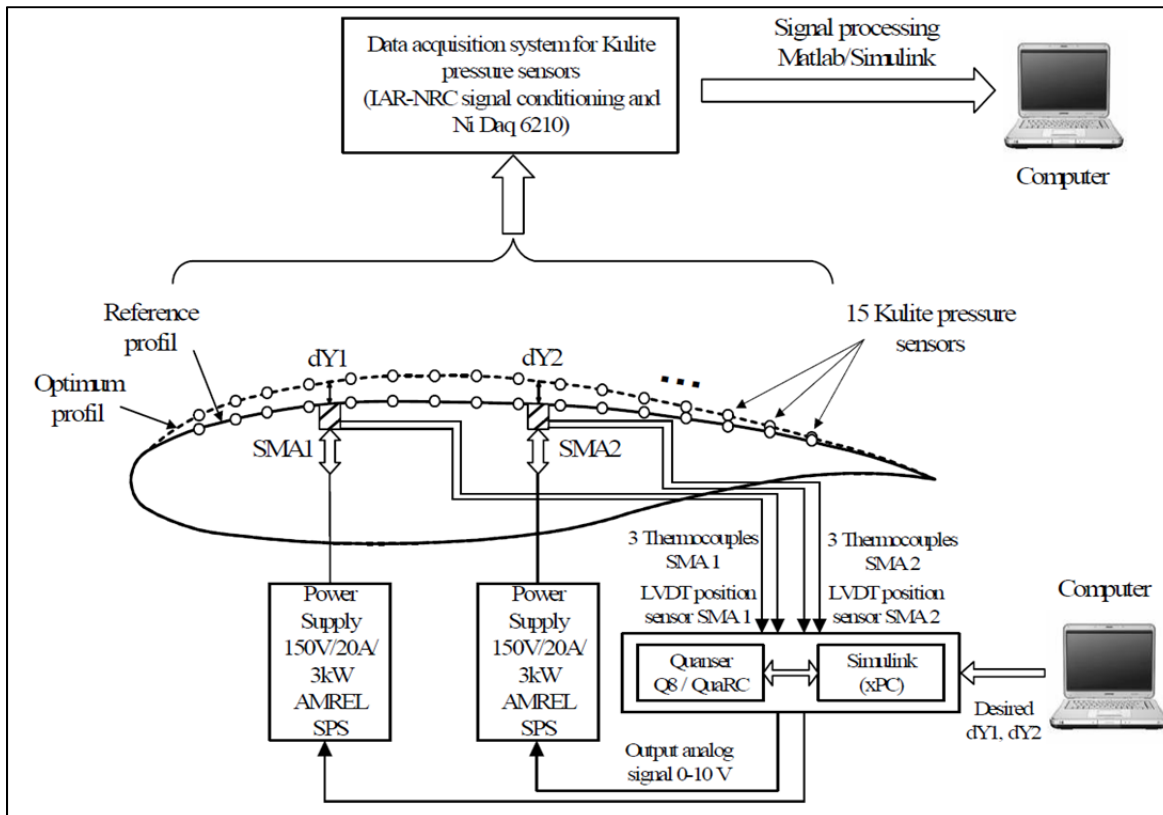 Data acquisition system for Kulite
pressure sensors
(IAR-NRC signal conditioning and
Ni Daq 6210)
Signal processing
Matlab/Simulink
Computer
Reference
profil
Optimum
profil
dY1
dY2
...
15 Kulite pressure
sensors
SMA1
SMA2
3 Thermocouples
SMA 1
LVDT position
sensor SMA 1
3 Thermocouples
SMA 2
LVDT position
sensor SMA 2
Computer
Power
Supply
150V/20A/
3kW
AMREL
SPS
Power
Supply
150V/20A/
3kW
AMREL
SPS
Quanser
Q8 / QuaRC
Simulink
(xPC)
Desired
dY1, dY2
Output analog
signal 0-10 V